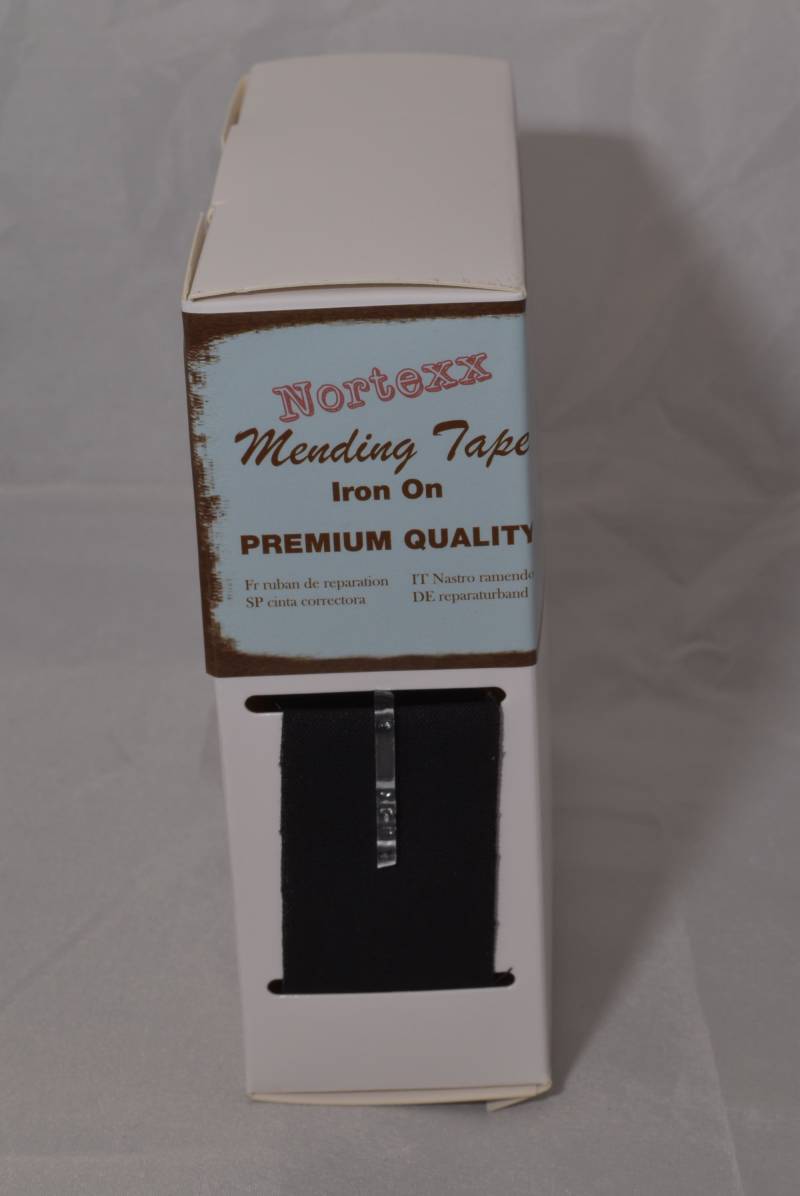 Nortexx
Mending Tape
Iron On
PREMIUM QUALITY
Fr ruban de reparation IT Nastro ramendo
SP cinta correctora DE reparaturband